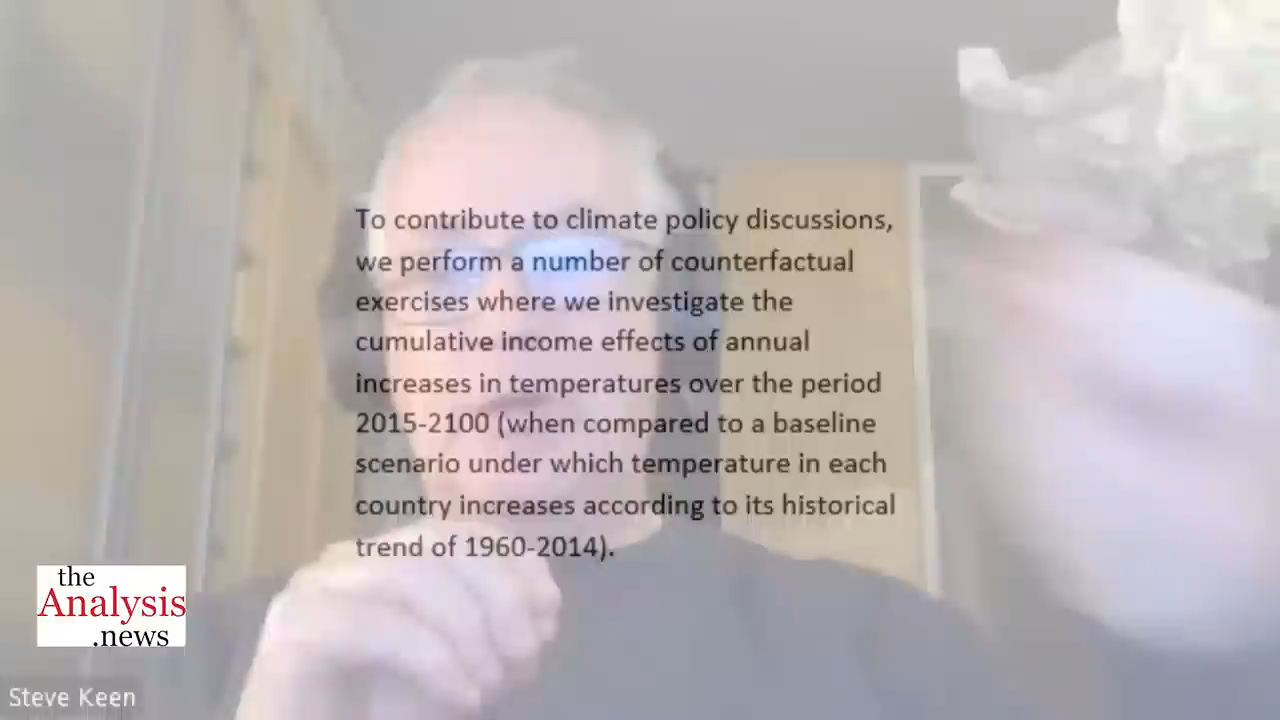 To contribute to climate policy discussions,
we perform a number of counterfactual
exercises where we investigate the
cumulative income effects of annual
increases in temperatures over the period
2015-2100 (when compared to a baseline
scenario under which temperature in each
country increases according to its historical
trend of 1960-2014).
the
Analysis
.news
Steve Keen